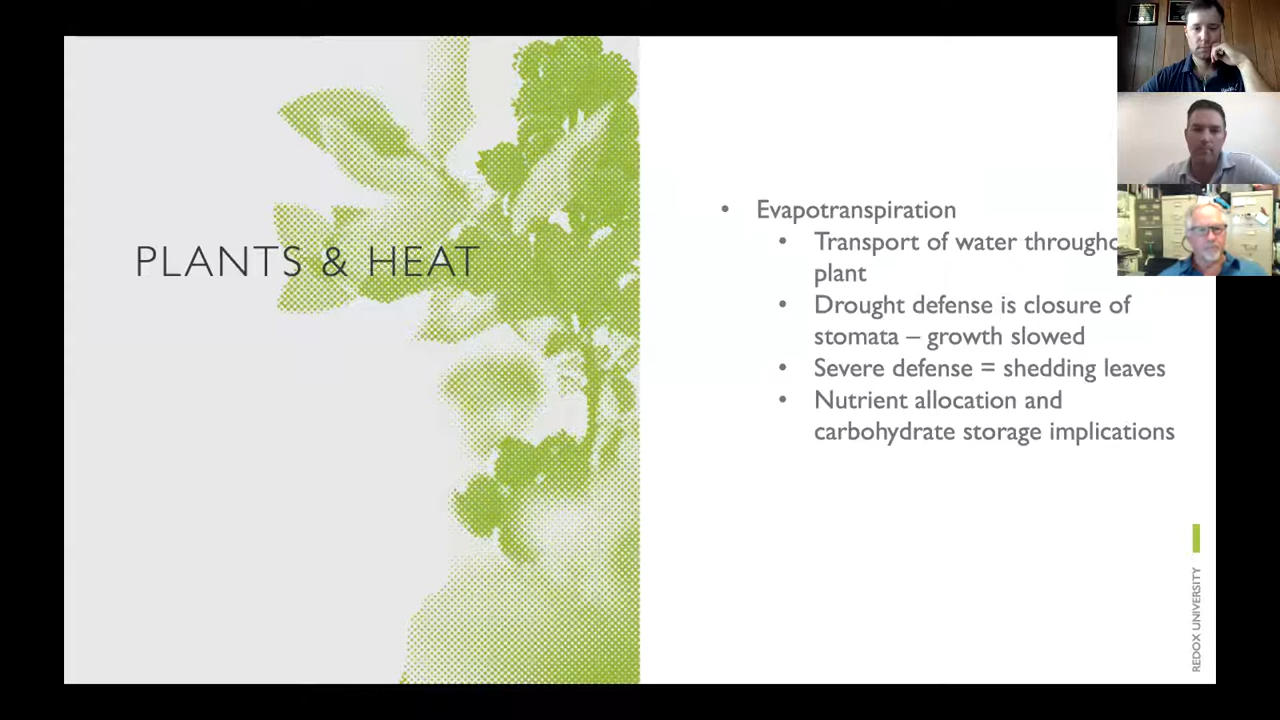 PLANTS & HEAT
• Evapotranspiration
• Transport of water
plant
• Drought defense is closure of
stomata – growth slowed
• Severe defense = shedding leaves
• Nutrient allocation and
carbohydrate storage implications
REDOX UNIVERSITY